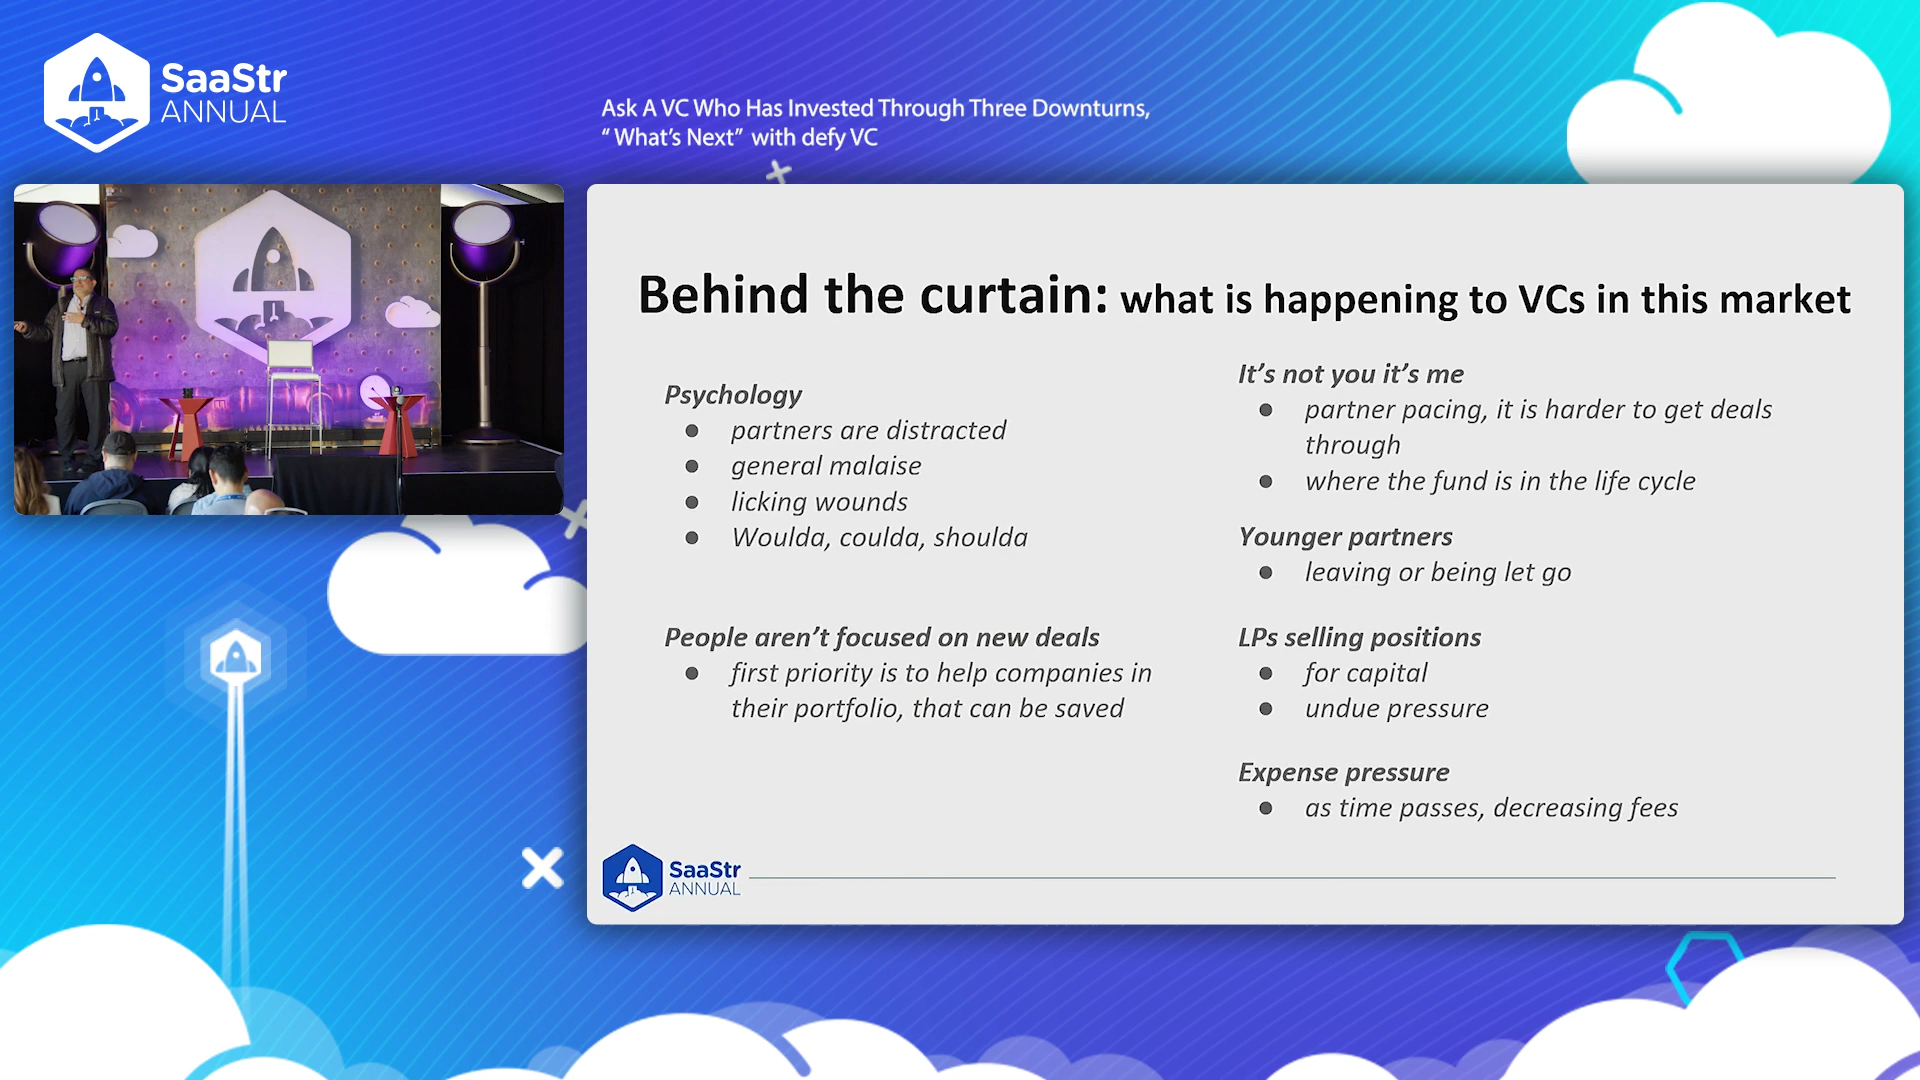 SaaStr
ANNUAL
Ask A VC Who Has Invested Through Three Downturns,
“ What’s Next” with defy VC
Behind the curtain: what is happening to VCs in this market
Psychology
● partners are distracted
● general malaise
● licking wounds
● Woulda, coulda, shoulda
People aren’t focused on new deals
● first priority is to help companies in
their portfolio, that can be saved
It’s not you it’s me
● partner pacing, it is harder to get deals
through
● where the fund is in the life cycle
Younger partners
● leaving or being let go
LPs selling positions
● for capital
● undue pressure
Expense pressure
● as time passes, decreasing fees
SaaStr
ANNUAL